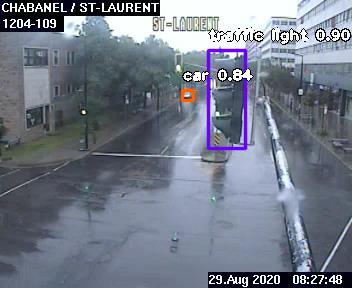 CHABANEL / ST-LAURENT
1204-109
ST-LAURENT
traffic light 0.90
car 0.84
29.Aug 2020 08:27:48